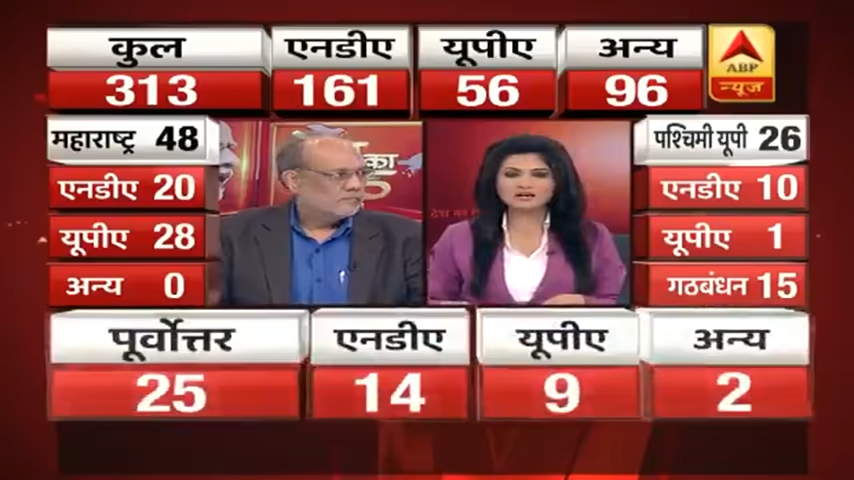 कुल एनडीए यूपीए अन्य
313 161 56 96
ABP
न्यूज़
महाराष्ट्र 48
एनडीए 20
यूपीए 28
अन्य 0
का
पश्चिमी यूपी 26
एनडीए 10
यूपीए 1
गठबंधन 15
पूर्वोत्तर एनडीए यूपीए अन्य
25 14 9 2